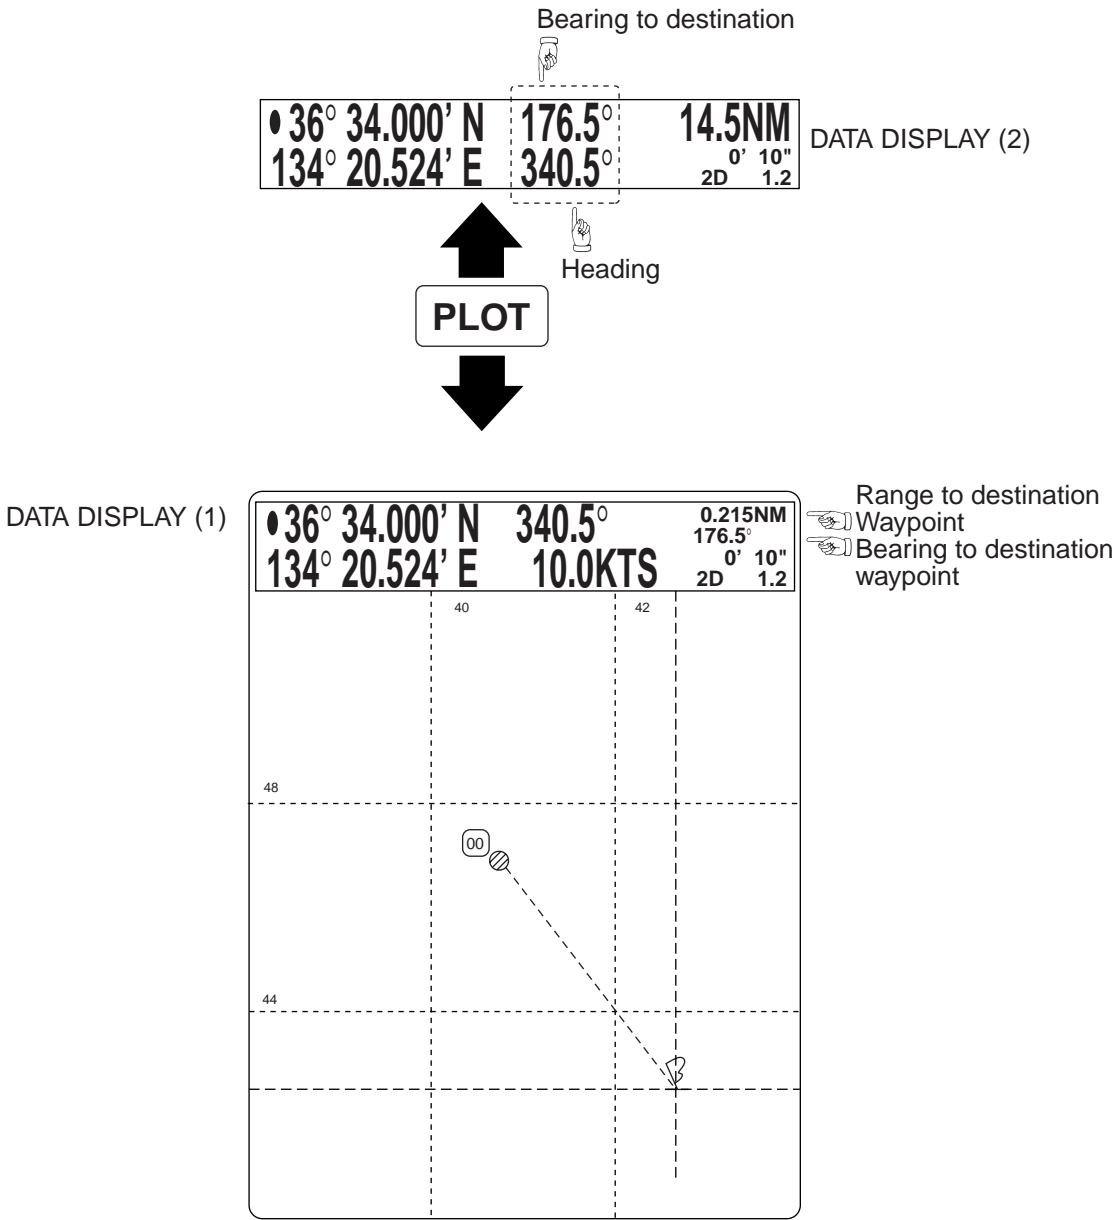 Bearing to destination
36° 34.000' N 176.5° 14.5NM
134° 20.524' E 340.5° 0' 10"
2D 1.2
DATA DISPLAY (2)
Heading
PLOT
DATA DISPLAY (1)
36° 34.000' N 340.5° 0.215NM
176.5°
134° 20.524' E 10.0KTS 0' 10"
2D 1.2
Range to destination
Waypoint
Bearing to destination
waypoint
40 42
48
00
44